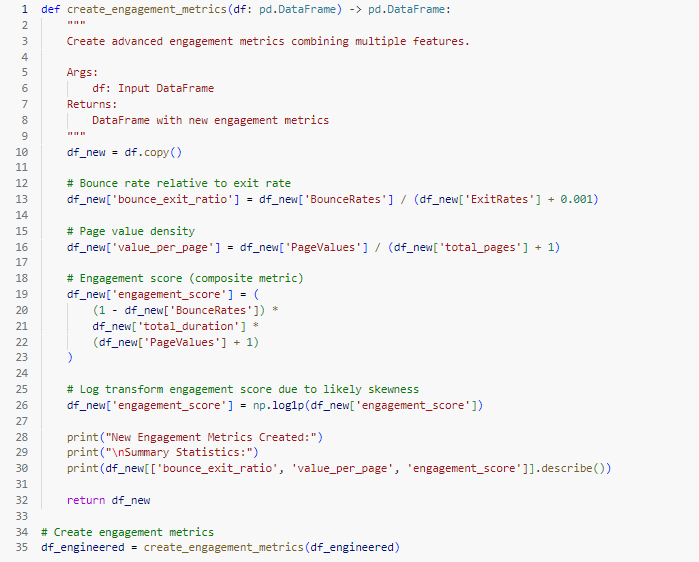 1 def create_engagement_metrics(df: pd.DataFrame) -> pd.DataFrame:
2     """
3     Create advanced engagement metrics combining multiple features.
4
5     Args:
6         df: Input DataFrame
7     Returns:
8         DataFrame with new engagement metrics
9     """
10     df_new = df.copy()
11
12     # Bounce rate relative to exit rate
13     df_new['bounce_exit_ratio'] = df_new['BounceRates'] / (df_new['ExitRates'] + 0.001)
14
15     # Page value density
16     df_new['value_per_page'] = df_new['PageValues'] / (df_new['total_pages'] + 1)
17
18     # Engagement score (composite metric)
19     df_new['engagement_score'] = (
20         (1 - df_new['BounceRates']) *
21         df_new['total_duration'] *
22         (df_new['PageValues'] + 1)
23     )
24
25     # Log transform engagement score due to likely skewness
26     df_new['engagement_score'] = np.log1p(df_new['engagement_score'])
27
28     print("New Engagement Metrics Created:")
29     print("\nSummary Statistics:")
30     print(df_new[['bounce_exit_ratio', 'value_per_page', 'engagement_score']].describe())
31
32     return df_new
33
34 # Create engagement metrics
35 df_engineered = create_engagement_metrics(df_engineered)